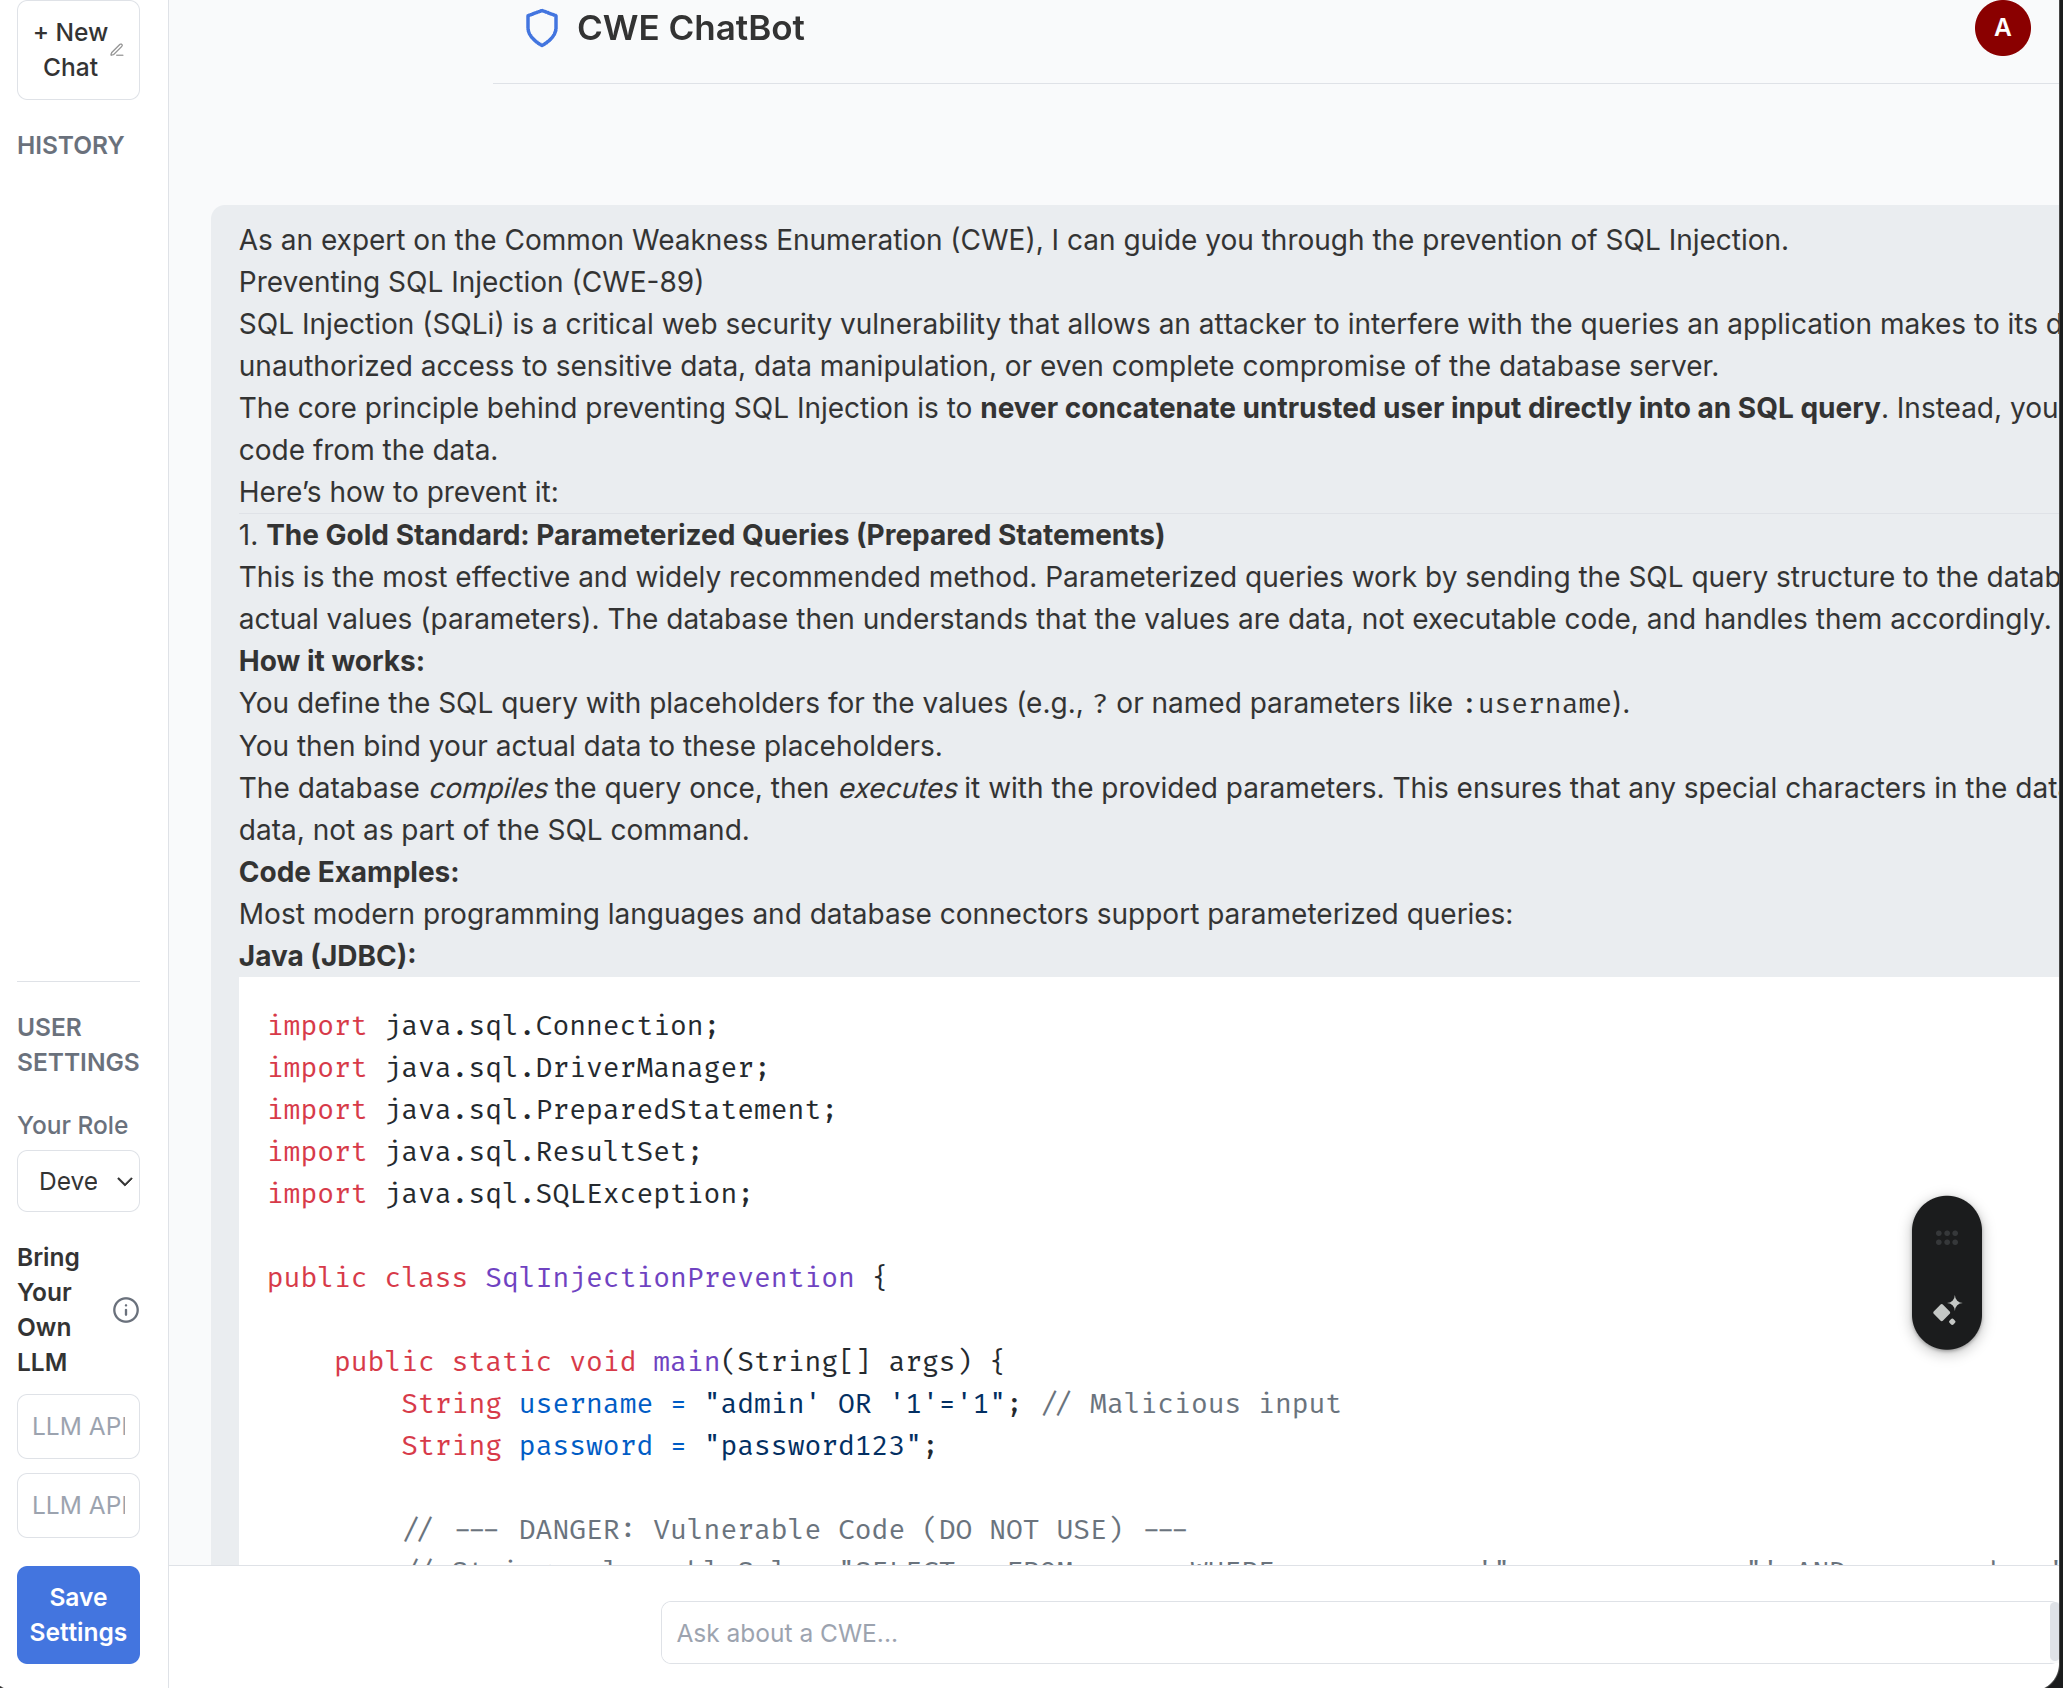 + New
Chat
HISTORY
USER
SETTINGS
Your Role
Deve
Bring
Your
Own
LLM
LLM API
LLM API
Save
Settings
CWE ChatBot
A
As an expert on the Common Weakness Enumeration (CWE), I can guide you through the prevention of SQL Injection.
Preventing SQL Injection (CWE-89)
SQL Injection (SQLi) is a critical web security vulnerability that allows an attacker to interfere with the queries an application makes to its
unauthorized access to sensitive data, data manipulation, or even complete compromise of the database server.
The core principle behind preventing SQL Injection is to never concatenate untrusted user input directly into an SQL query. Instead, you
code from the data.
Here’s how to prevent it:
1. The Gold Standard: Parameterized Queries (Prepared Statements)
This is the most effective and widely recommended method. Parameterized queries work by sending the SQL query structure to the datab
actual values (parameters). The database then understands that the values are data, not executable code, and handles them accordingly.
How it works:
You define the SQL query with placeholders for the values (e.g., ? or named parameters like :username).
You then bind your actual data to these placeholders.
The database compiles the query once, then executes it with the provided parameters. This ensures that any special characters in the dat
data, not as part of the SQL command.
Code Examples:
Most modern programming languages and database connectors support parameterized queries:
Java (JDBC):
import java.sql.Connection;
import java.sql.DriverManager;
import java.sql.PreparedStatement;
import java.sql.ResultSet;
import java.sql.SQLException;
public class SqlInjectionPrevention {
public static void main(String[] args) {
String username = "admin' OR '1'='1"; // Malicious input
String password = "password123";
// --- DANGER: Vulnerable Code (DO NOT USE) ---
Ask about a CWE...